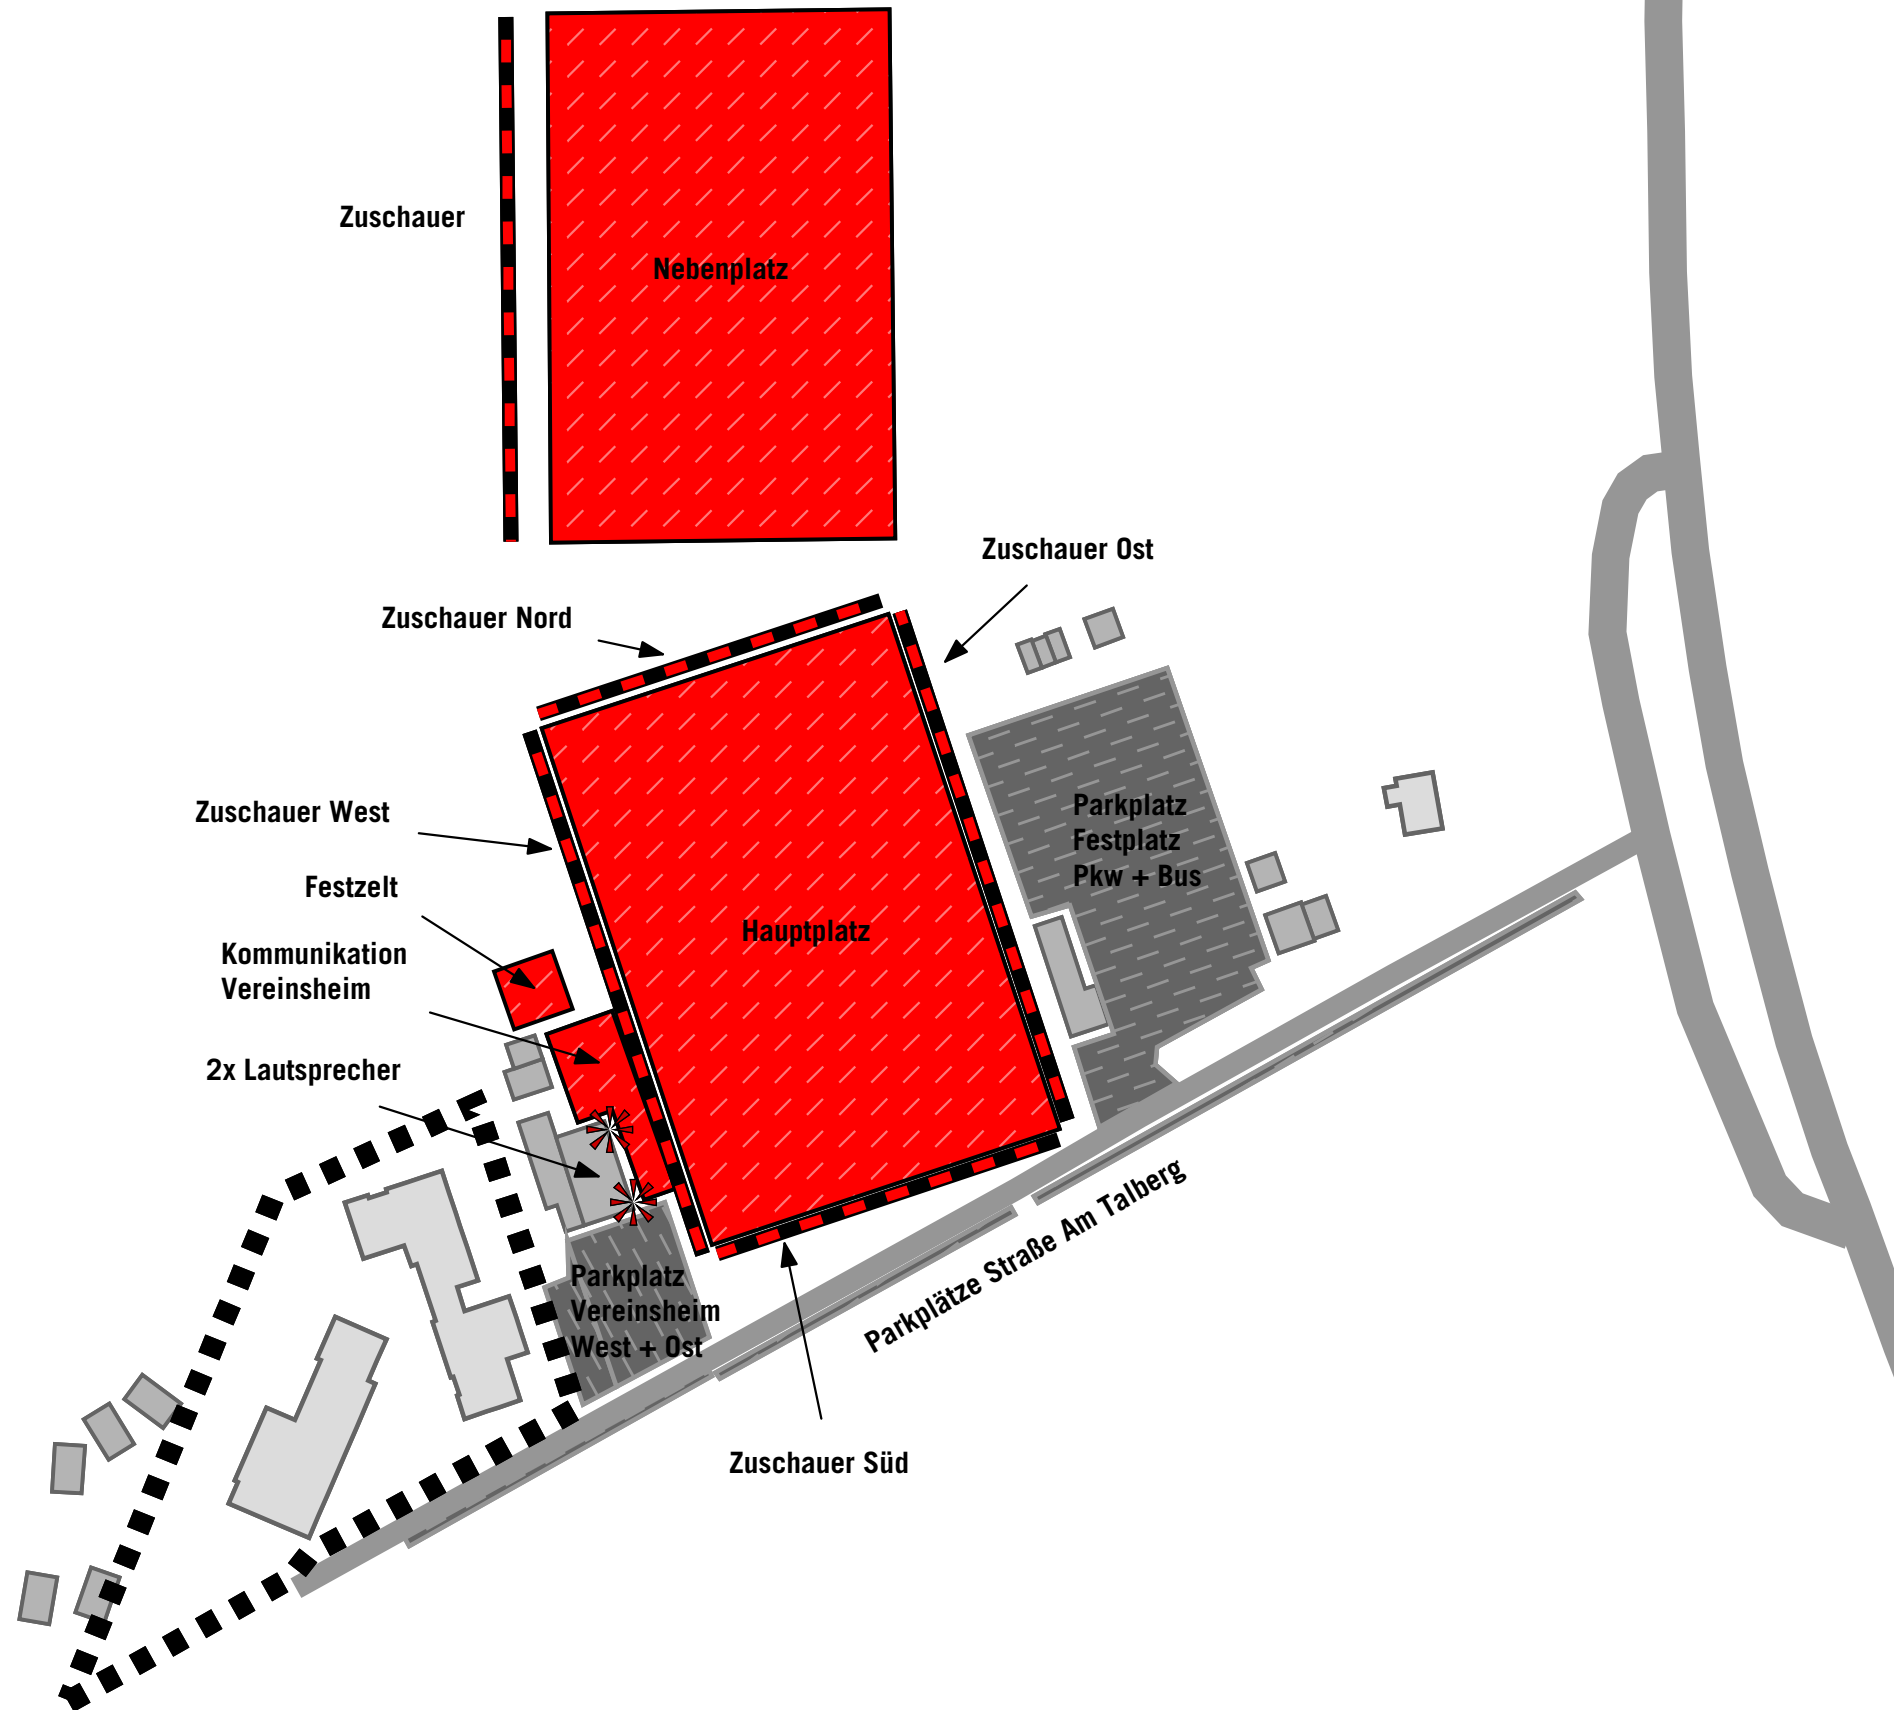 Zuschauer
Nebenplatz
Zuschauer Ost
Zuschauer Nord
Zuschauer West
Parkplatz
Festplatz
Pkw + Bus
Festzelt
Hauptplatz
Kommunikation
Vereinsheim
2x Lautsprecher
Parkplätze Straße Am Talberg
Parkplatz
Vereinsheim
West + Ost
Zuschauer Süd